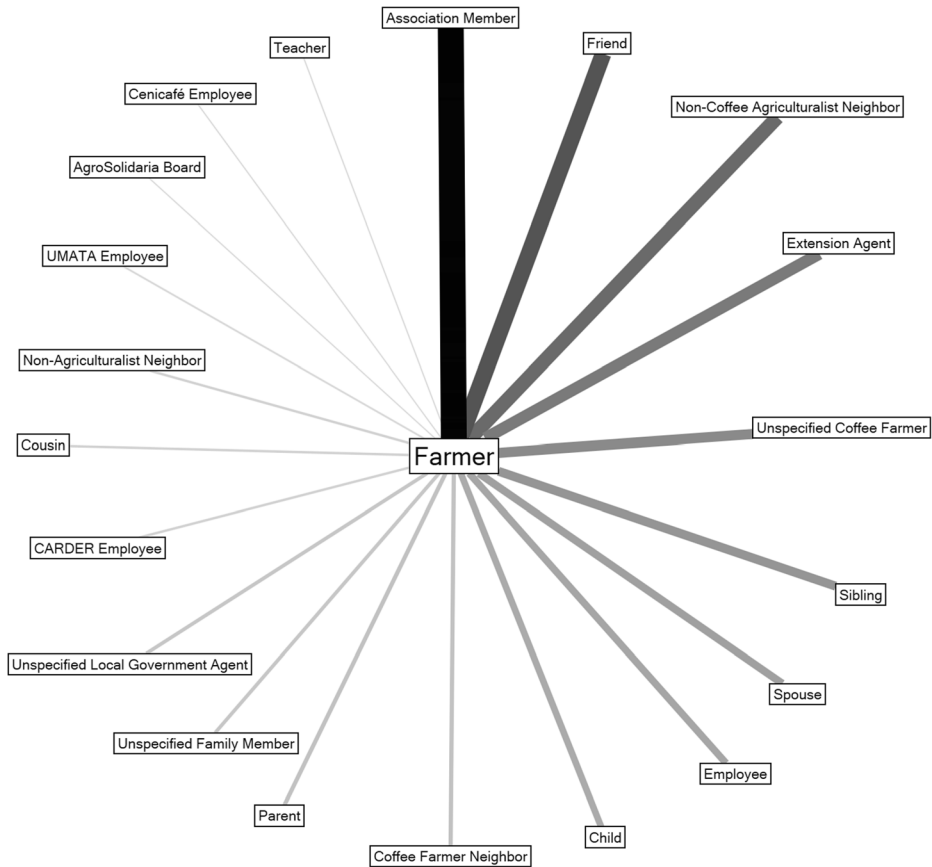 Association Member
Friend
Teacher
Cenicafé Employee
Non-Coffee Agriculturalist Neighbor
AgroSolidaria Board
Extension Agent
UMATA Employee
Non-Agriculturalist Neighbor
Unspecified Coffee Farmer
Cousin
Farmer
CARDER Employee
Sibling
Unspecified Local Government Agent
Spouse
Unspecified Family Member
Employee
Parent
Child
Coffee Farmer Neighbor